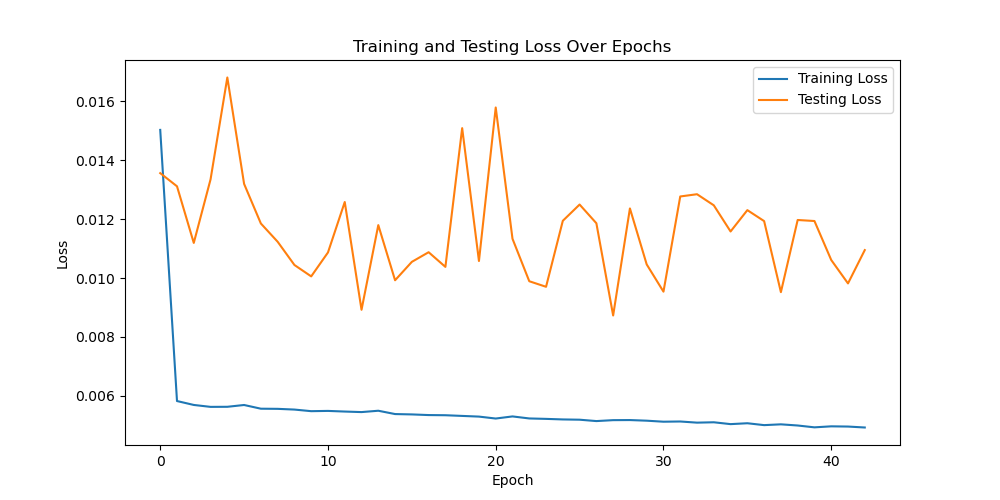 Training and Testing Loss Over Epochs
Training Loss
Testing Loss
0.016
0.014
0.012
0.010
0.008
0.006
Loss
0 10 20 30 40
Epoch